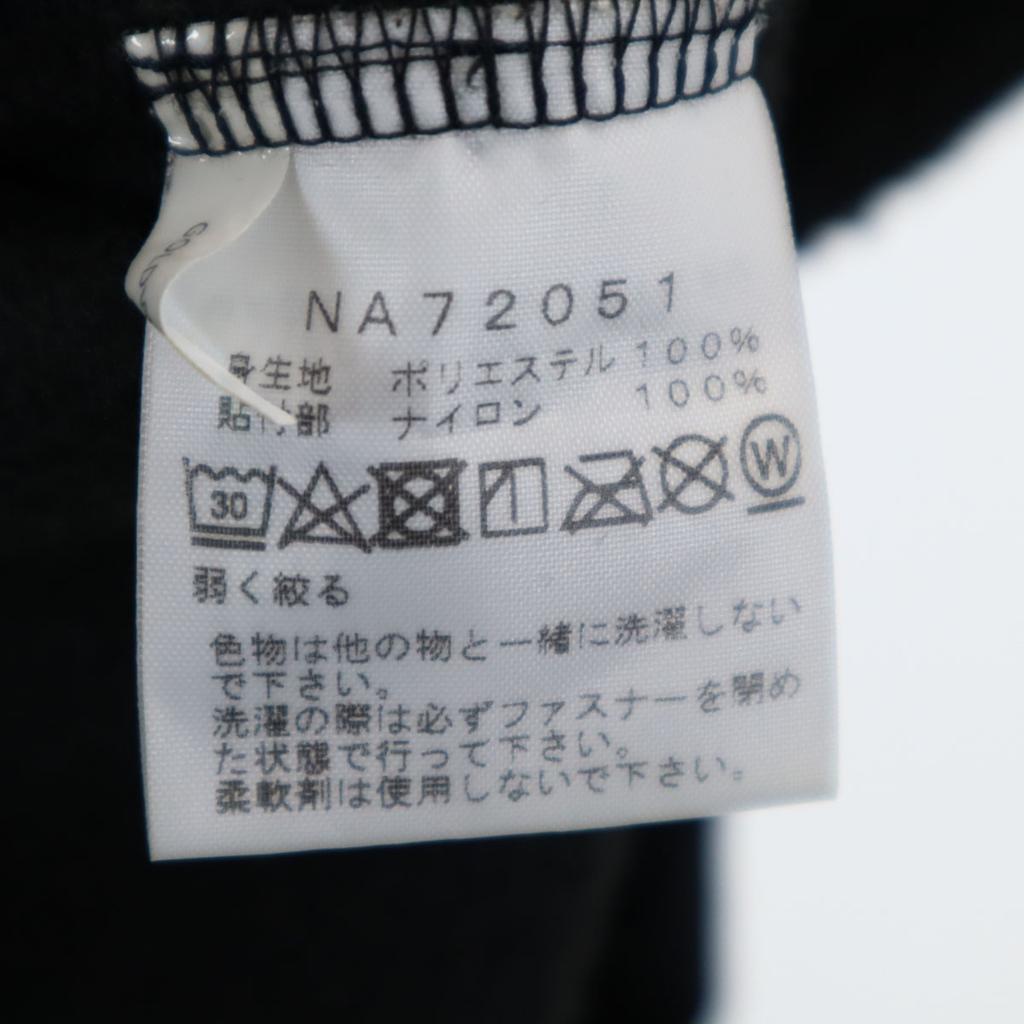 GOLD
NA72051
身生地 ポリエステル 100%
貼付部 ナイロン 100%
30
W
弱く絞る
色物は他の物と一緒に洗濯しない
で下さい。
洗濯の際は必ずファスナーを閉め
た状態で行って下さい。
柔軟剤は使用しないで下さい。